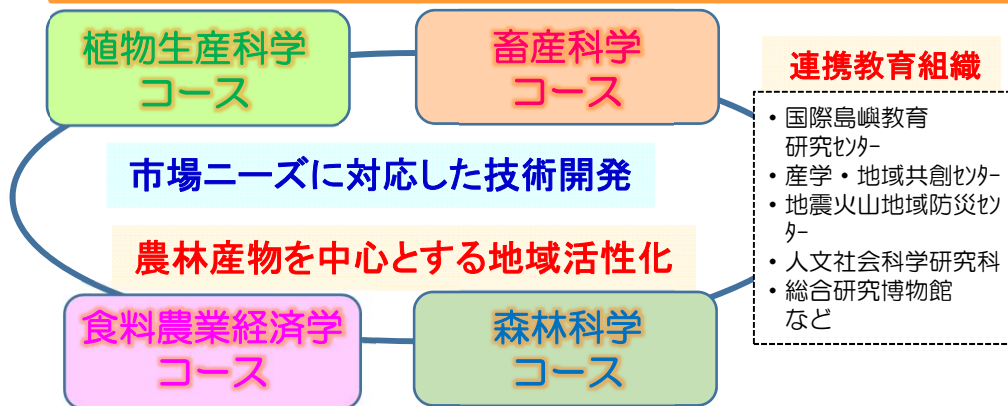 植物生産科学
コース
畜産科学
コース
連携教育組織
・国際島嶼教育
研究ｾﾝﾀｰ
・産学・地域共創ｾﾝﾀｰ
・地震火山地域防災ｾﾝ
ﾀｰ
・人文社会科学研究科
・総合研究博物館
など
市場ニーズに対応した技術開発
農林産物を中心とする地域活性化
食料農業経済学
コース
森林科学
コース